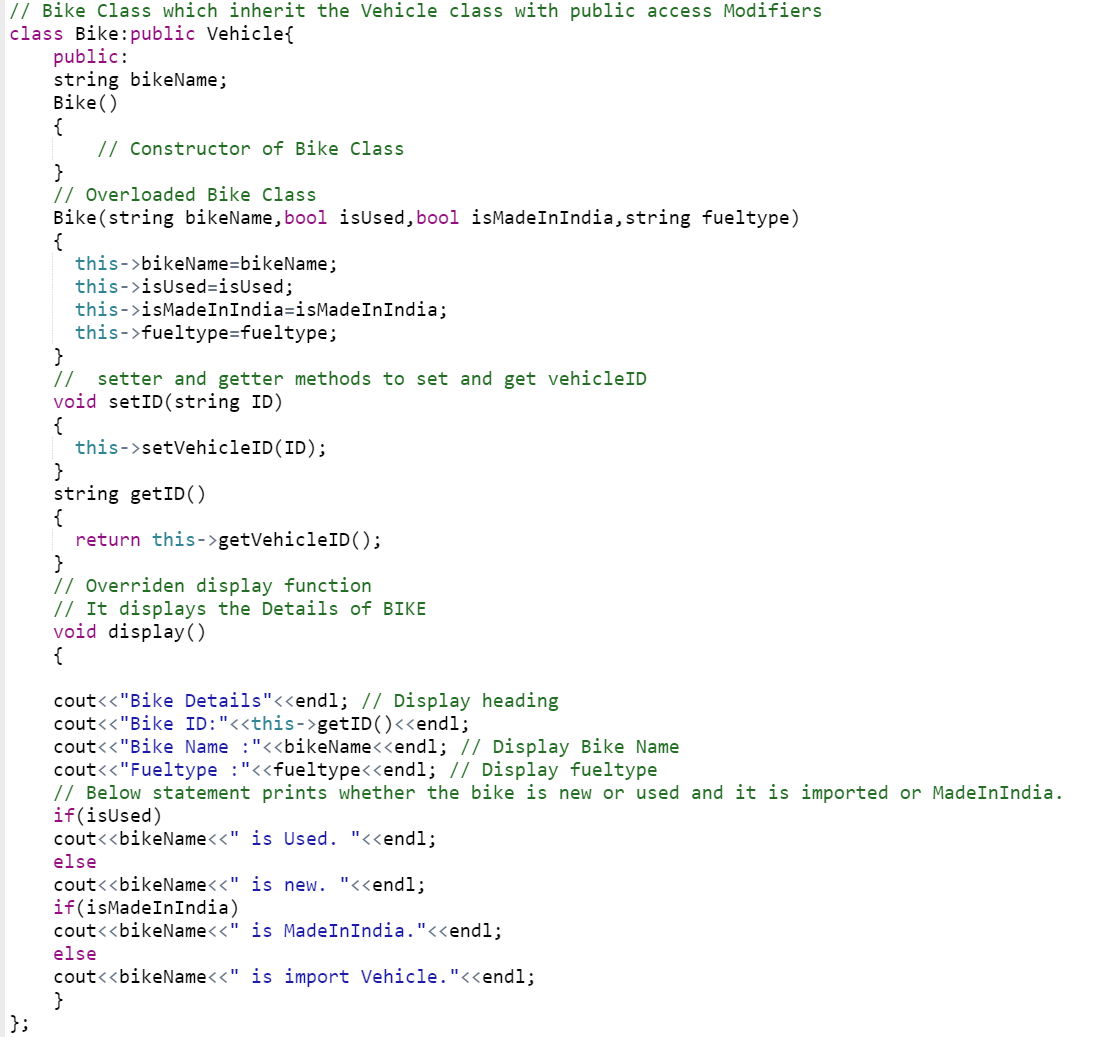 // Bike Class which inherit the Vehicle class with public access Modifiers
class Bike:public Vehicle{
    public:
    string bikeName;
    Bike()
    {
        // Constructor of Bike Class
    }
    // Overloaded Bike Class
    Bike(string bikeName,bool isUsed,bool isMadeInIndia,string fueltype)
    {
      this->bikeName=bikeName;
      this->isUsed=isUsed;
      this->isMadeInIndia=isMadeInIndia;
      this->fueltype=fueltype;
    }
    //  setter and getter methods to set and get vehicleID
    void setID(string ID)
    {
      this->setVehicleID(ID);
    }
    string getID()
    {
      return this->getVehicleID();
    }
    // Overriden display function
    // It displays the Details of BIKE
    void display()
    {

    cout<<"Bike Details"<<endl; // Display heading
    cout<<"Bike ID:"<<this->getID()<<endl;
    cout<<"Bike Name :"<<bikeName<<endl; // Display Bike Name
    cout<<"Fueltype :"<<fueltype<<endl; // Display fueltype
    // Below statement prints whether the bike is new or used and it is imported or MadeInIndia.
    if(isUsed)
    cout<<bikeName<<" is Used. "<<endl;
    else
    cout<<bikeName<<" is new. "<<endl;
    if(isMadeInIndia)
    cout<<bikeName<<" is MadeInIndia."<<endl;
    else
    cout<<bikeName<<" is import Vehicle."<<endl;
    }
};